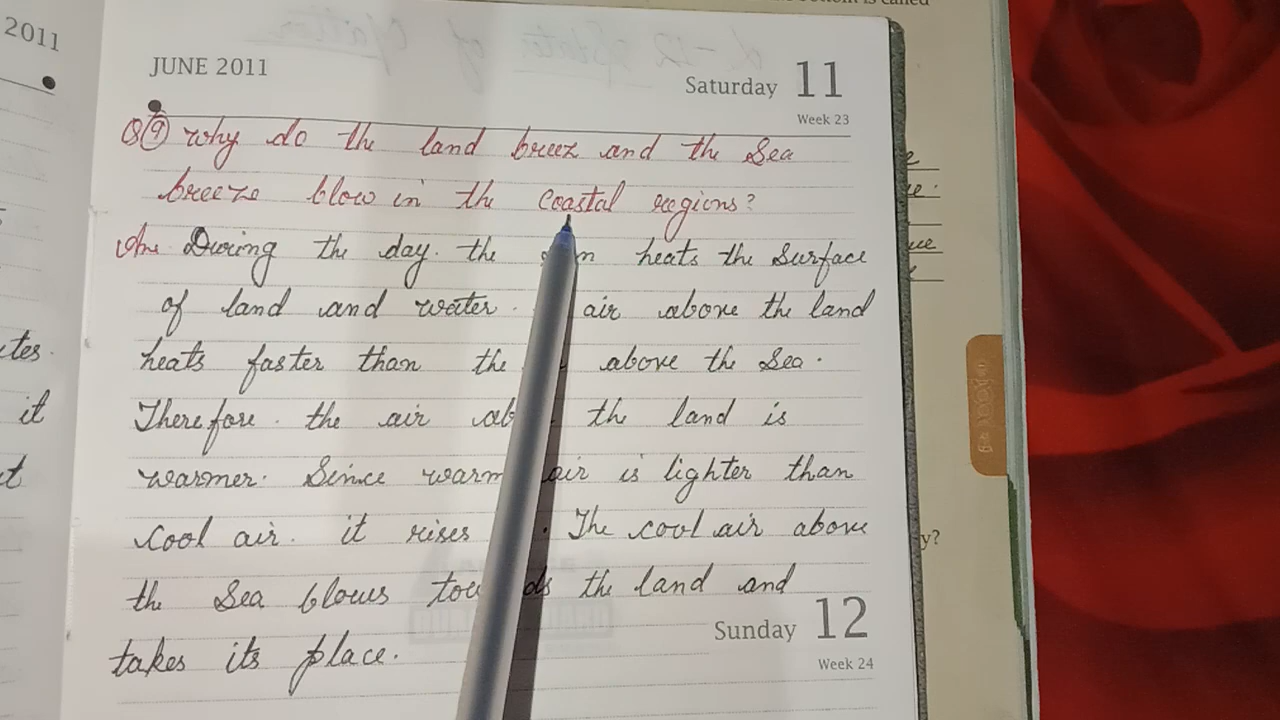 2011
JUNE 2011
Saturday 11
Week 23
Q9 why do the land breez and the Sea
breeze blow in the Coastal regions?
Ans During the day. the heats the Surface
of land and water. air above the land
heats faster than the above the Sea.
Therefore. the air the land is
warmer. Since warm air is lighter than
cool air. it rises. The cool air above
the Sea blows the land and
takes its place.
Sunday 12
Week 24
it